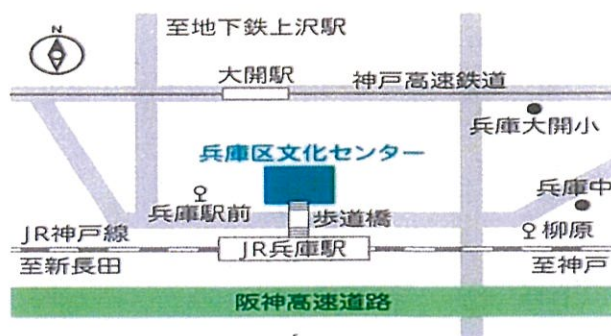 N
至地下鉄上沢駅
大開駅
神戸高速鉄道
兵庫大開小
兵庫区文化センター
兵庫中
兵庫駅前
歩道橋
柳原
JR神戸線
JR兵庫駅
至新長田
至神戸
阪神高速道路